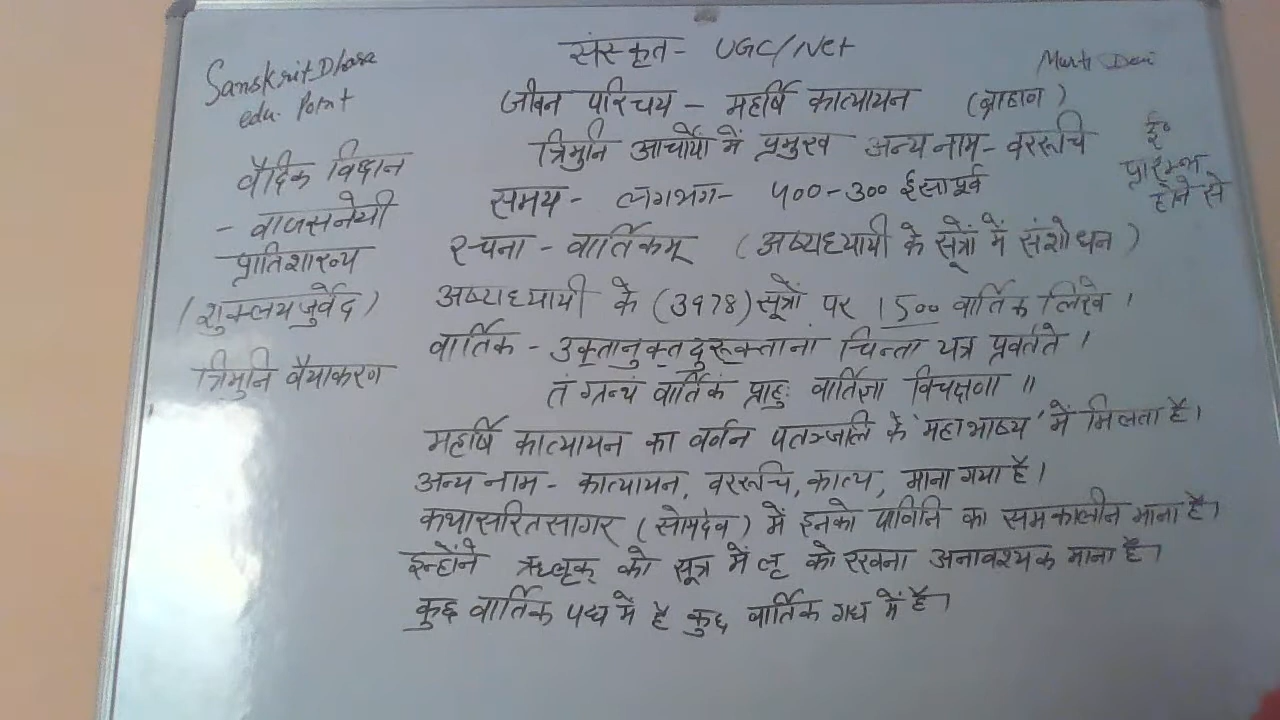 संस्कृत - UGC/Net
Sanskrit Dhara
edu. Point
Murti Devi
जीवन परिचय - महर्षि कात्यायन (ब्राह्मण)
त्रिमुनि आचार्यों में प्रमुख अन्य नाम - वररूचि
समय - लगभग - ५००-३०० ईसापूर्व
ई०
प्रारम्भ
होने से
रचना - वार्तिकम् (अष्टाध्यायी के सूत्रों में संशोधन)
अष्टाध्यायी के (3978) सूत्रों पर 1500 वार्तिक लिखे।
वार्तिक - उक्तानुक्तदुरूक्तानां चिन्ता यत्र प्रवर्तते।
तं ग्रन्थं वार्तिकं प्राहुः वार्तिज्ञा विचक्षणा॥
महर्षि कात्यायन का वर्णन पतञ्जलि के 'महाभाष्य' में मिलता है।
अन्य नाम - कात्यायन, वररूचि, कात्य, माना गया है।
कथासरितसागर (सोमदेव) में इनको पाणिनि का समकालीन माना है।
इन्होंने ऋलृक् को सूत्र में लृ को रखना अनावश्यक माना है।
कुछ वार्तिक पद्य में है कुछ वार्तिक गद्य में है।
वैदिक विद्वान
- वाजसनेयी
प्रातिशाख्य
(शुक्लयजुर्वेद)
त्रिमुनि वैयाकरण